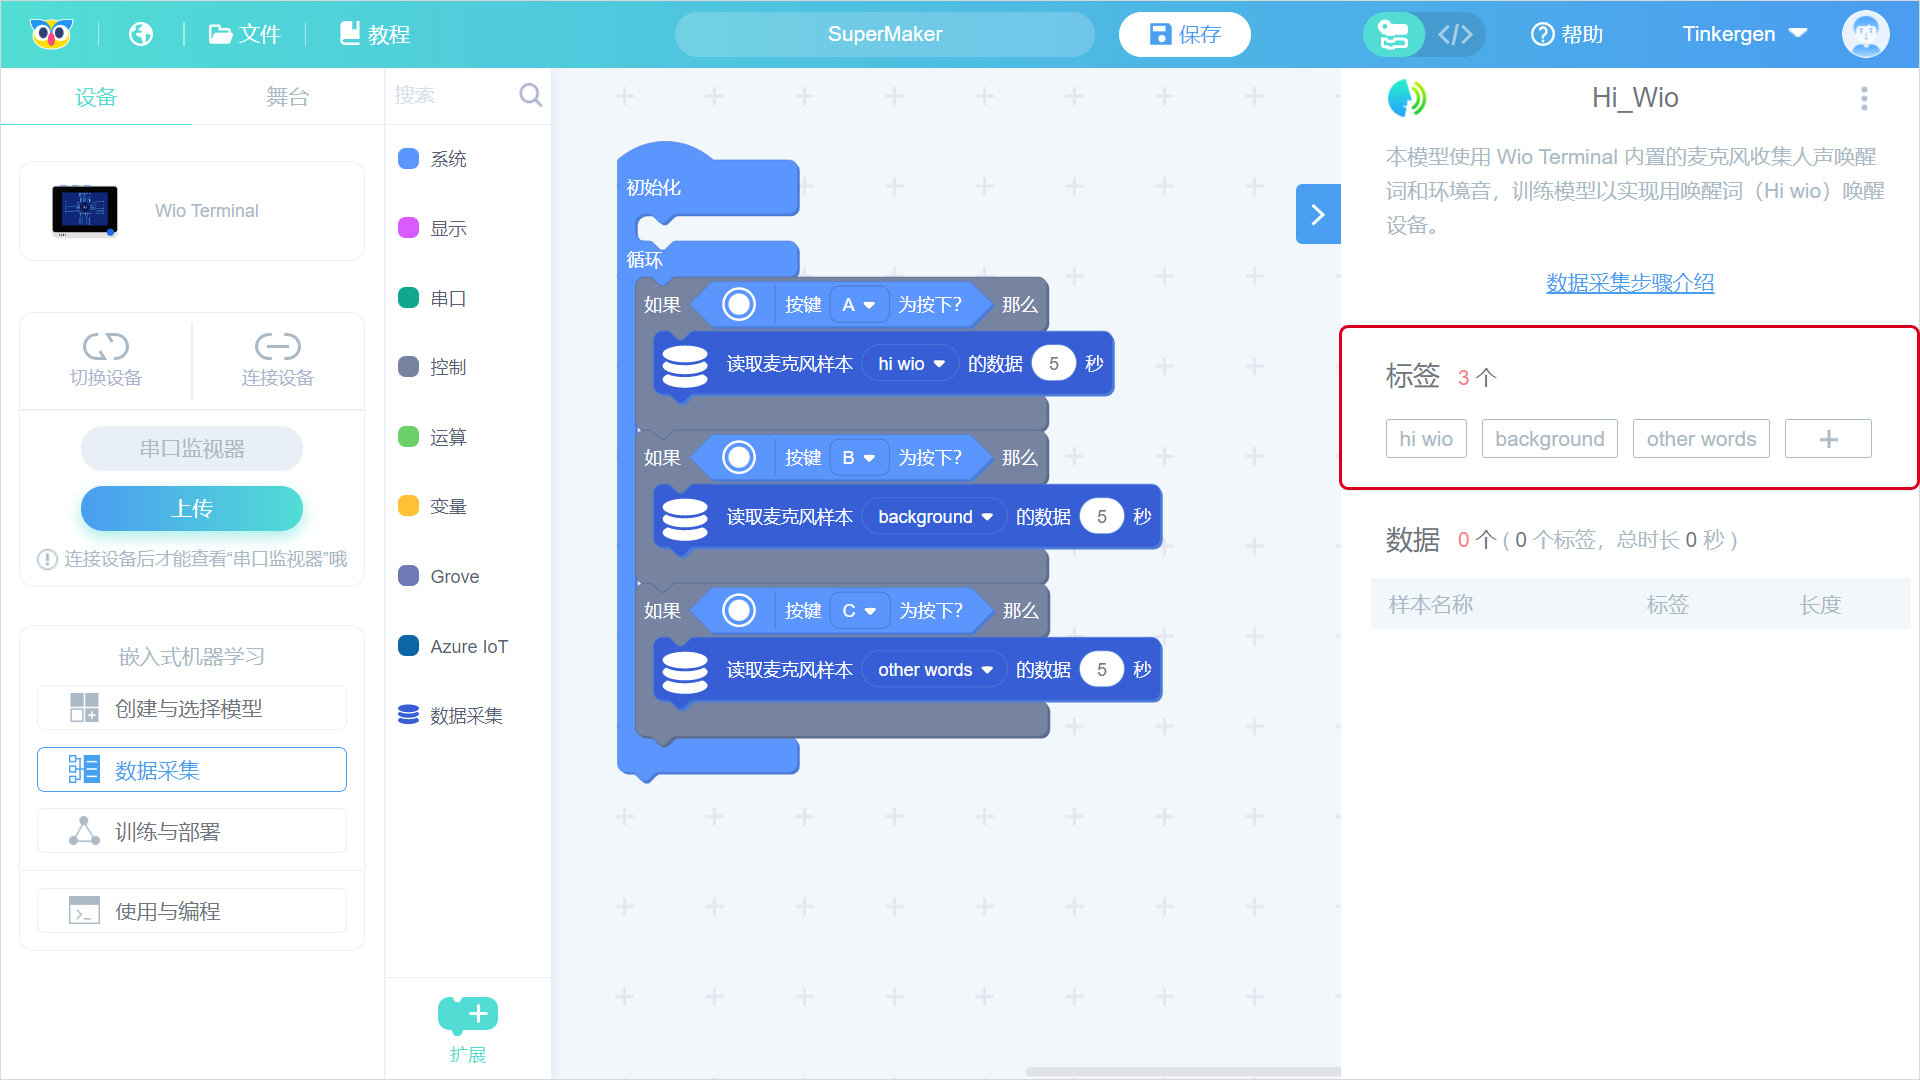 文件
教程
SuperMaker
保存
帮助
Tinkergen
设备
舞台
Wio Terminal
切换设备
连接设备
串口监视器
上传
连接设备后才能查看“串口监视器”哦
嵌入式机器学习
创建与选择模型
数据采集
训练与部署
使用与编程
搜索
系统
显示
串口
控制
运算
变量
Grove
Azure IoT
数据采集
扩展
初始化
循环
如果 按键 A 为按下? 那么
读取麦克风样本 hi wio 的数据 5 秒
如果 按键 B 为按下? 那么
读取麦克风样本 background 的数据 5 秒
如果 按键 C 为按下? 那么
读取麦克风样本 other words 的数据 5 秒
Hi_Wio
本模型使用 Wio Terminal 内置的麦克风收集人声唤醒
词和环境音，训练模型以实现用唤醒词（Hi wio）唤醒
设备。
数据采集步骤介绍
标签 3 个
hi wio background other words +
数据 0 个 ( 0 个标签，总时长 0 秒 )
样本名称 标签 长度